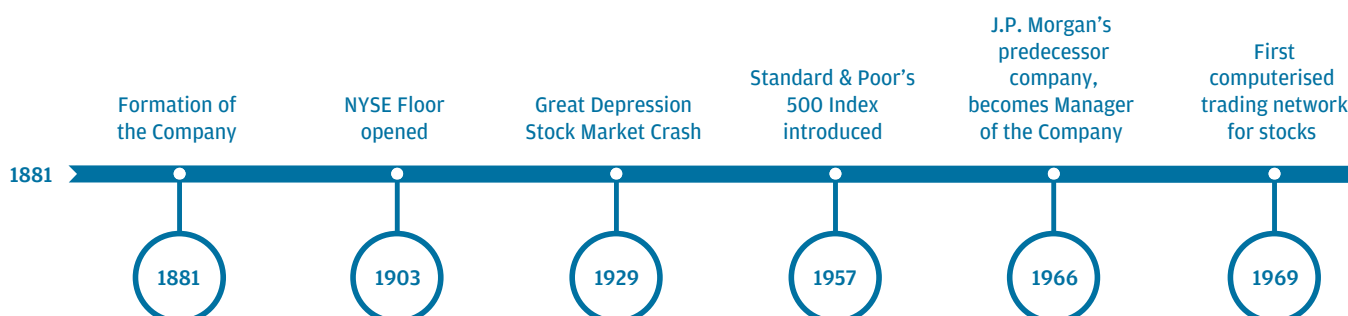 Formation of
the Company
NYSE Floor
opened
Great Depression
Stock Market Crash
Standard & Poor's
500 Index
introduced
J.P. Morgan's
predecessor
company,
becomes Manager
of the Company
First
computerised
trading network
for stocks
1881
1881
1903
1929
1957
1966
1969